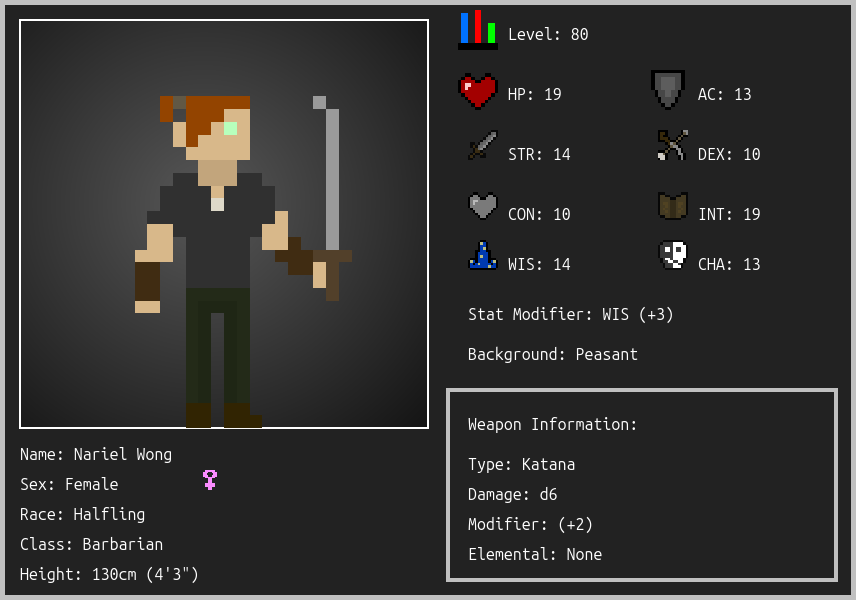 Level: 80
HP: 19
AC: 13
STR: 14
DEX: 10
CON: 10
INT: 19
WIS: 14
CHA: 13
Stat Modifier: WIS (+3)
Background: Peasant
Weapon Information:
Type: Katana
Damage: d6
Modifier: (+2)
Elemental: None
Name: Nariel Wong
Sex: Female
Race: Halfling
Class: Barbarian
Height: 130cm (4'3")